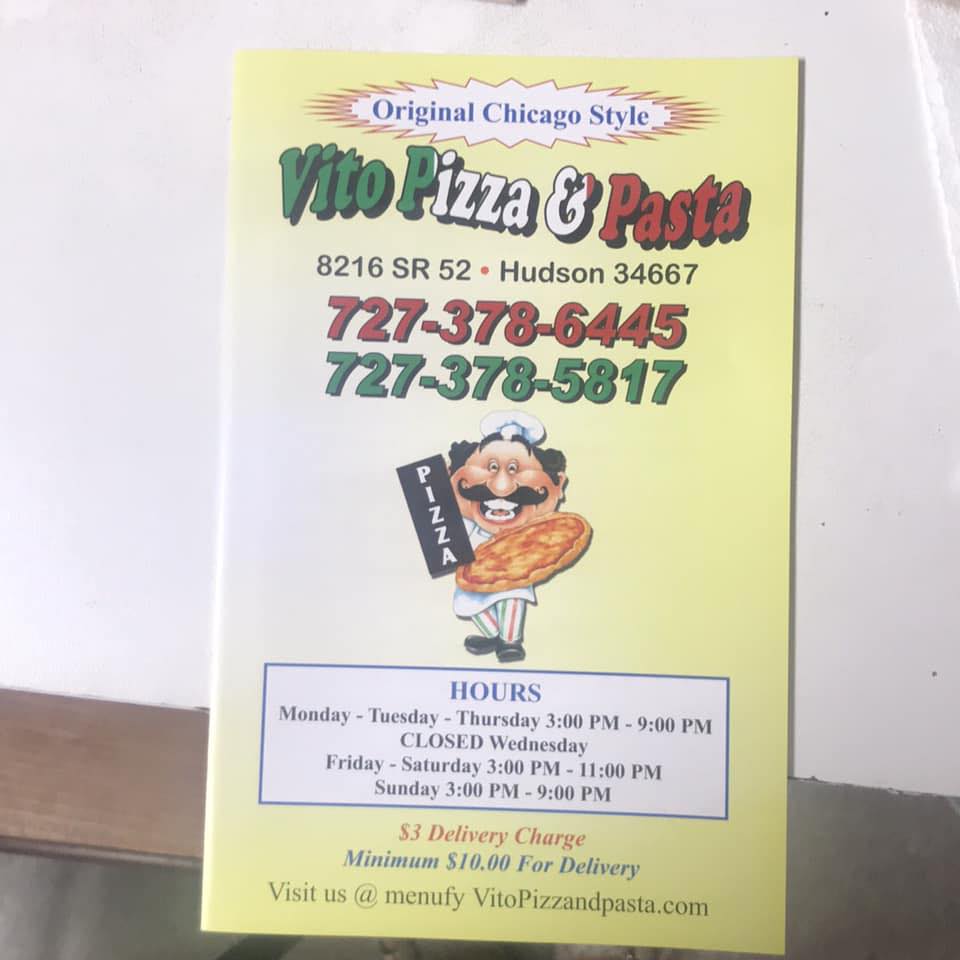 Original Chicago Style
Vito Pizza & Pasta
8216 SR 52 • Hudson 34667
727-378-6445
727-378-5817
PIZZA
HOURS
Monday - Tuesday - Thursday 3:00 PM - 9:00 PM
CLOSED Wednesday
Friday - Saturday 3:00 PM - 11:00 PM
Sunday 3:00 PM - 9:00 PM
$3 Delivery Charge
Minimum $10.00 For Delivery
Visit us @ menufy VitoPizzandpasta.com